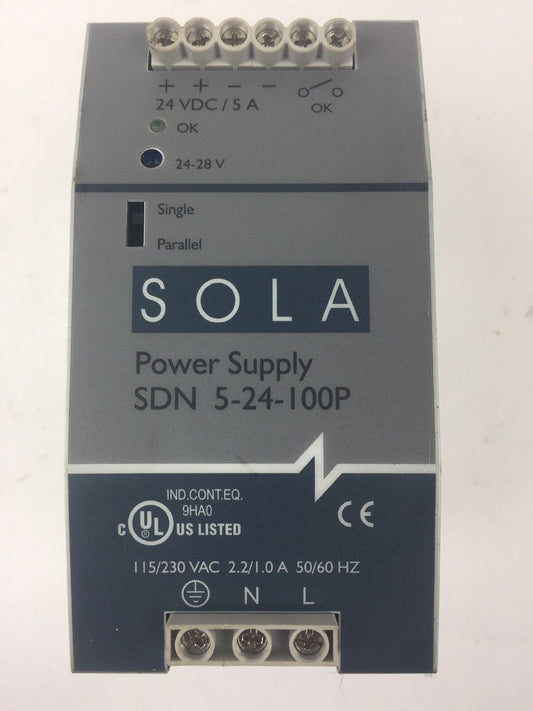 + + − −
24 VDC / 5 A
OK
OK
24-28 V
Single
Parallel
SOLA
Power Supply
SDN 5-24-100P
IND.CONT.EQ.
9HA0
C UL ® US LISTED
CE
115/230 VAC 2.2/1.0 A 50/60 HZ
N L